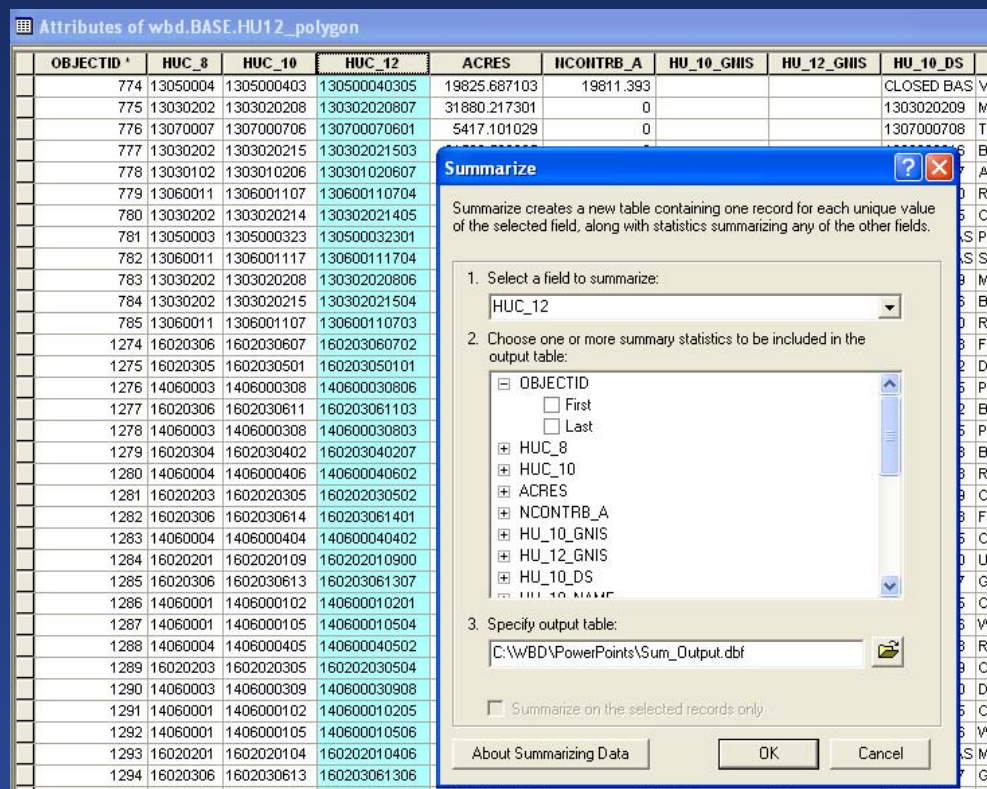 Attributes of wbd.BASE.HU12_polygon
OBJECTID * HUC_8 HUC_10 HUC_12 ACRES NCONTRB_A HU_10_GNIS HU_12_GNIS HU_10_DS
774 13050004 1305000403 130500040305 19825.687103 19811.393 CLOSED BAS V
775 13030202 1303020208 130302020807 31880.217301 0 1303020209 M
776 13070007 1307000706 130700070601 5417.101029 0 1307000708 T
777 13030202 1303020215 130302021503 B
778 13030102 1303010206 130301020607 A
779 13060011 1306001107 130600110704 R
780 13030202 1303020214 130302021405 C
781 13050003 1305000323 130500032301 P
782 13060011 1306001117 130600111704 S
783 13030202 1303020208 130302020806 M
784 13030202 1303020215 130302021504 B
785 13060011 1306001107 130600110703 R
1274 16020306 1602030607 160203060702 F
1275 16020305 1602030501 160203050101 D
1276 14060003 1406000308 140600030806 P
1277 16020306 1602030611 160203061103 B
1278 14060003 1406000308 140600030803 P
1279 16020304 1602030402 160203040207 B
1280 14060004 1406000406 140600040602 R
1281 16020203 1602020305 160202030502 C
1282 16020306 1602030614 160203061401 F
1283 14060004 1406000404 140600040402 C
1284 16020201 1602020109 160202010900 U
1285 16020306 1602030613 160203061307 G
1286 14060001 1406000102 140600010201 C
1287 14060001 1406000105 140600010504 W
1288 14060004 1406000405 140600040502 R
1289 16020203 1602020305 160202030504 C
1290 14060003 1406000309 140600030908 D
1291 14060001 1406000102 140600010205 C
1292 14060001 1406000105 140600010506 W
1293 16020201 1602020104 160202010406 M
1294 16020306 1602030613 160203061306 G
Summarize
Summarize creates a new table containing one record for each unique value
of the selected field, along with statistics summarizing any of the other fields.
1. Select a field to summarize:
HUC_12
2. Choose one or more summary statistics to be included in the
output table:
OBJECTID
First
Last
HUC_8
HUC_10
ACRES
NCONTRB_A
HU_10_GNIS
HU_12_GNIS
HU_10_DS
HU_10_NAME
3. Specify output table:
C:\WBD\PowerPoints\Sum_Output.dbf
Summarize on the selected records only
About Summarizing Data OK Cancel